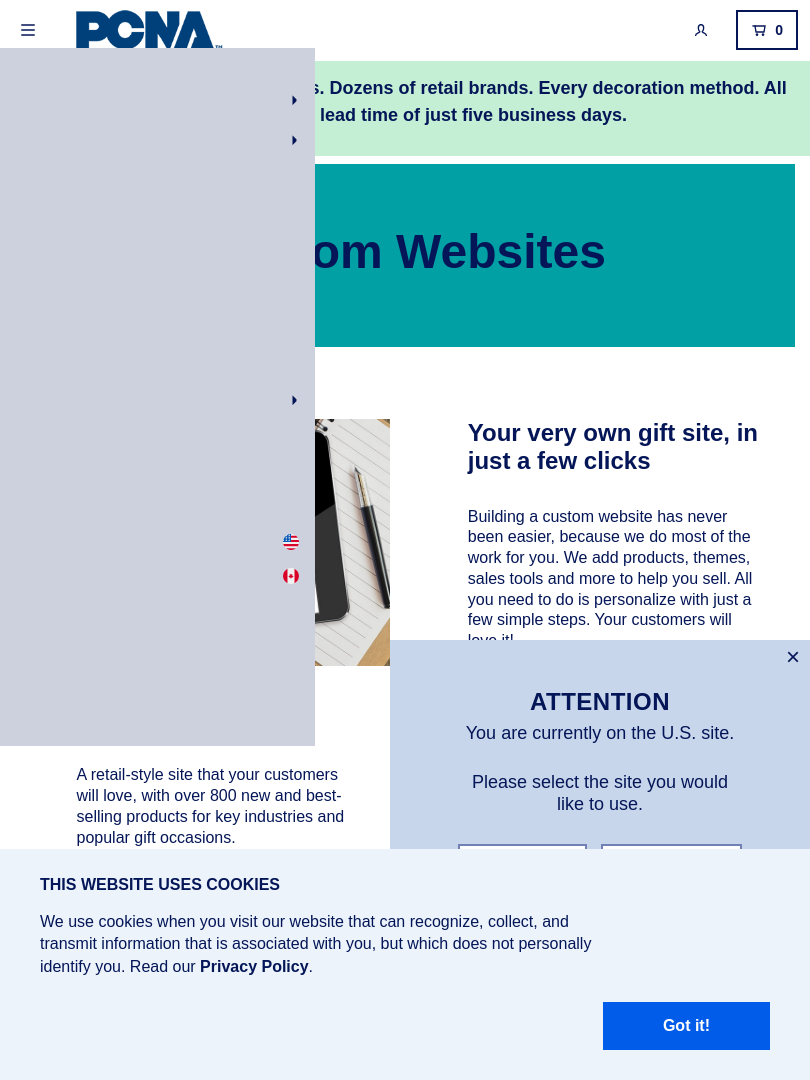 PCNA
TM
0
Dozens of retail brands. Every decoration method. All
lead time of just five business days.
om Websites
Your very own gift site, in
just a few clicks
Building a custom website has never
been easier, because we do most of the
work for you. We add products, themes,
sales tools and more to help you sell. All
you need to do is personalize with just a
few simple steps. Your customers will
love it!
ATTENTION
You are currently on the U.S. site.
Please select the site you would
like to use.
A retail-style site that your customers
will love, with over 800 new and best-
selling products for key industries and
popular gift occasions.
THIS WEBSITE USES COOKIES
We use cookies when you visit our website that can recognize, collect, and
transmit information that is associated with you, but which does not personally
identify you. Read our Privacy Policy.
Got it!